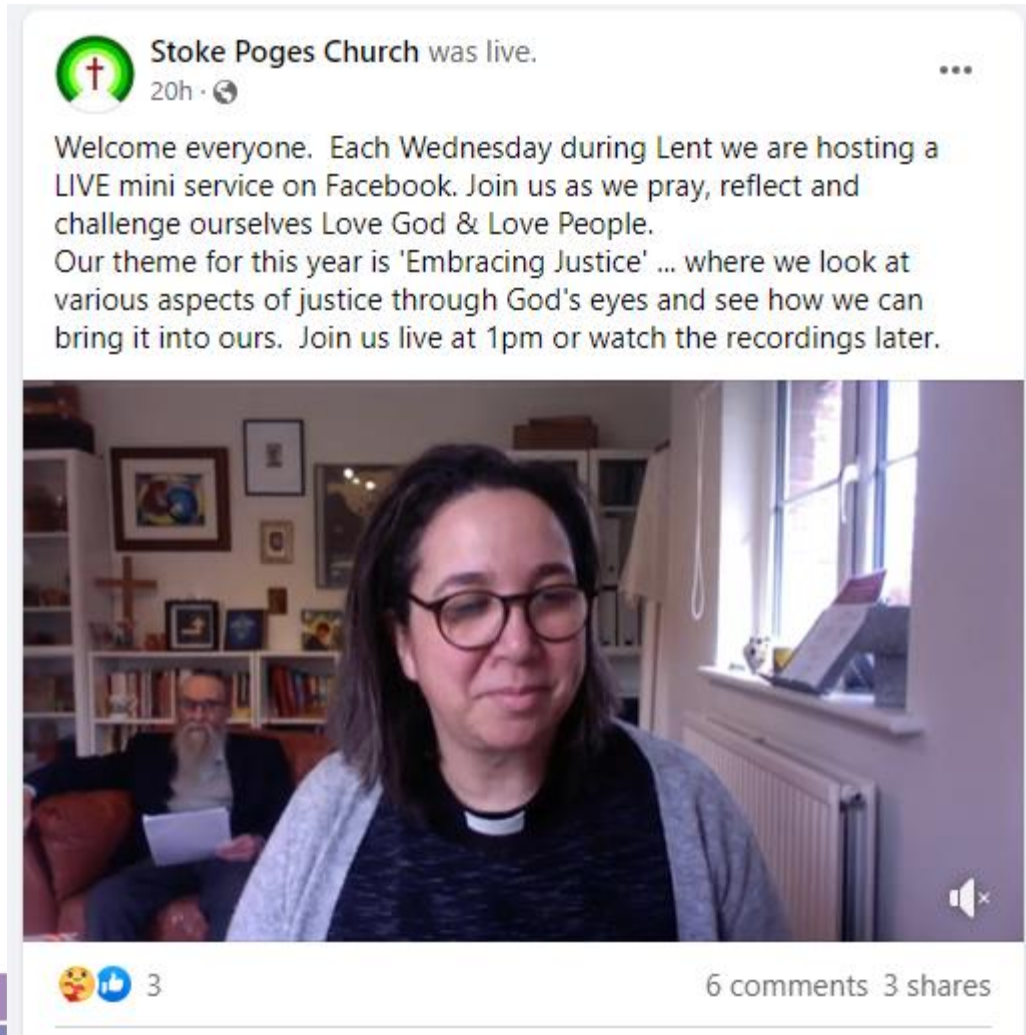 Stoke Poges Church was live.
20h ·
Welcome everyone.  Each Wednesday during Lent we are hosting a
LIVE mini service on Facebook. Join us as we pray, reflect and
challenge ourselves Love God & Love People.
Our theme for this year is 'Embracing Justice' ... where we look at
various aspects of justice through God's eyes and see how we can
bring it into ours.  Join us live at 1pm or watch the recordings later.
3
6 comments 3 shares